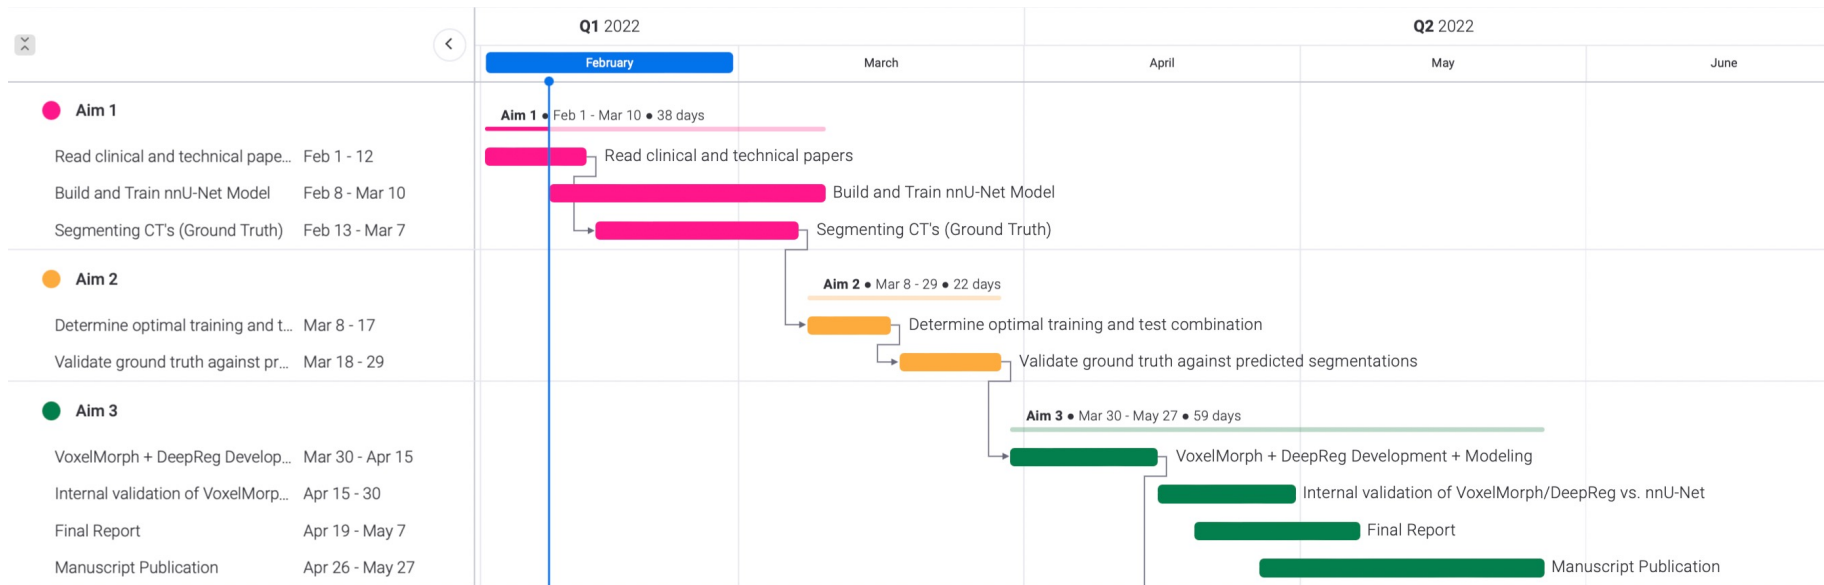 Q1 2022
Q2 2022
February
March
April
May
June
Aim 1
Aim 1 ● Feb 1 - Mar 10 ● 38 days
Read clinical and technical pape... Feb 1 - 12
Read clinical and technical papers
Build and Train nnU-Net Model Feb 8 - Mar 10
Build and Train nnU-Net Model
Segmenting CT's (Ground Truth) Feb 13 - Mar 7
Segmenting CT's (Ground Truth)
Aim 2
Aim 2 ● Mar 8 - 29 ● 22 days
Determine optimal training and t... Mar 8 - 17
Determine optimal training and test combination
Validate ground truth against pr... Mar 18 - 29
Validate ground truth against predicted segmentations
Aim 3
Aim 3 ● Mar 30 - May 27 ● 59 days
VoxelMorph + DeepReg Develop... Mar 30 - Apr 15
VoxelMorph + DeepReg Development + Modeling
Internal validation of VoxelMorp... Apr 15 - 30
Internal validation of VoxelMorph/DeepReg vs. nnU-Net
Final Report Apr 19 - May 7
Final Report
Manuscript Publication Apr 26 - May 27
Manuscript Publication